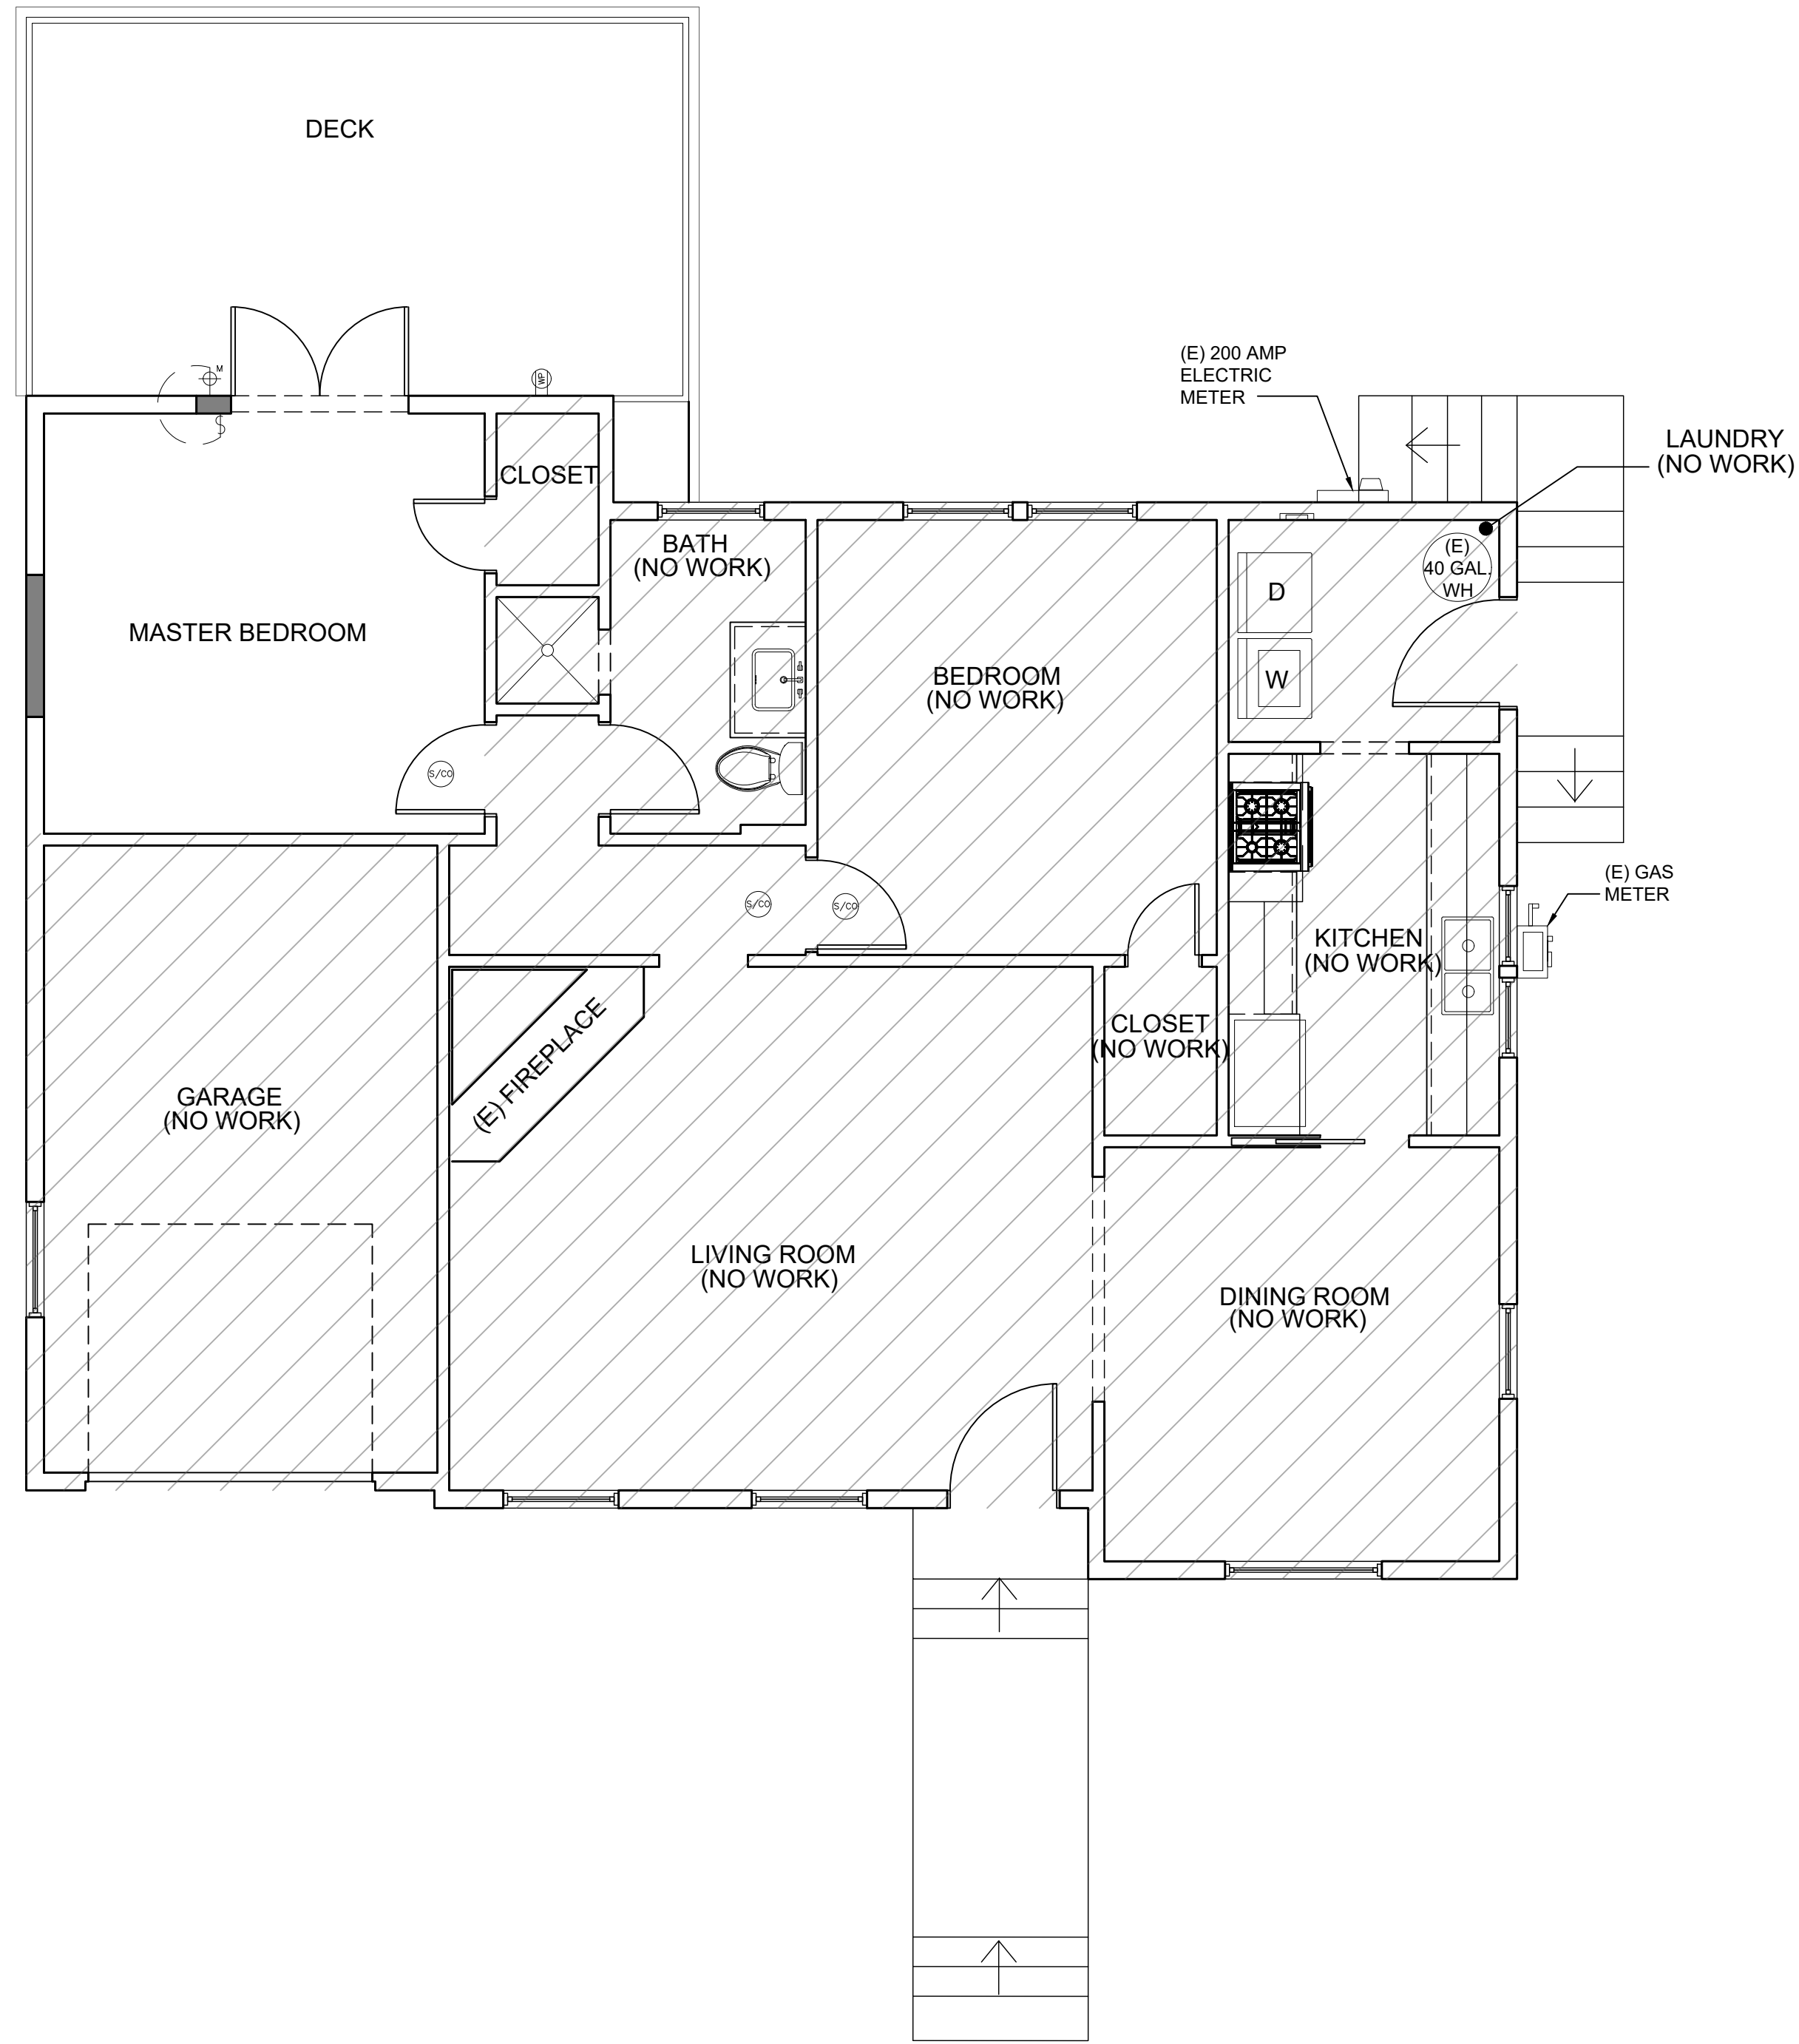 DECK
(E) 200 AMP
ELECTRIC
METER
M
WP
$
LAUNDRY
(NO WORK)
CLOSET
BATH
(NO WORK)
(E)
40 GAL.
WH
D
MASTER BEDROOM
BEDROOM
(NO WORK)
W
S/CO
S/CO
S/CO
(E) GAS
METER
KITCHEN
(NO WORK)
CLOSET
(NO WORK)
(E) FIREPLACE
GARAGE
(NO WORK)
LIVING ROOM
(NO WORK)
DINING ROOM
(NO WORK)